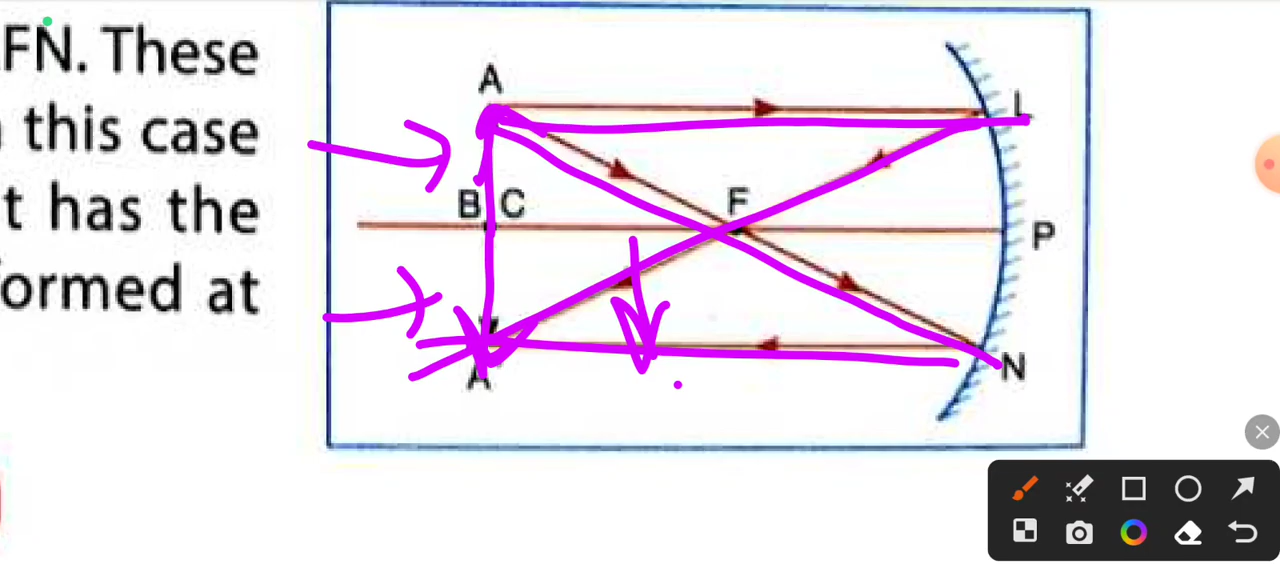 FN. These
this case
t has the
ormed at
A
L
B C
F
P
A
N